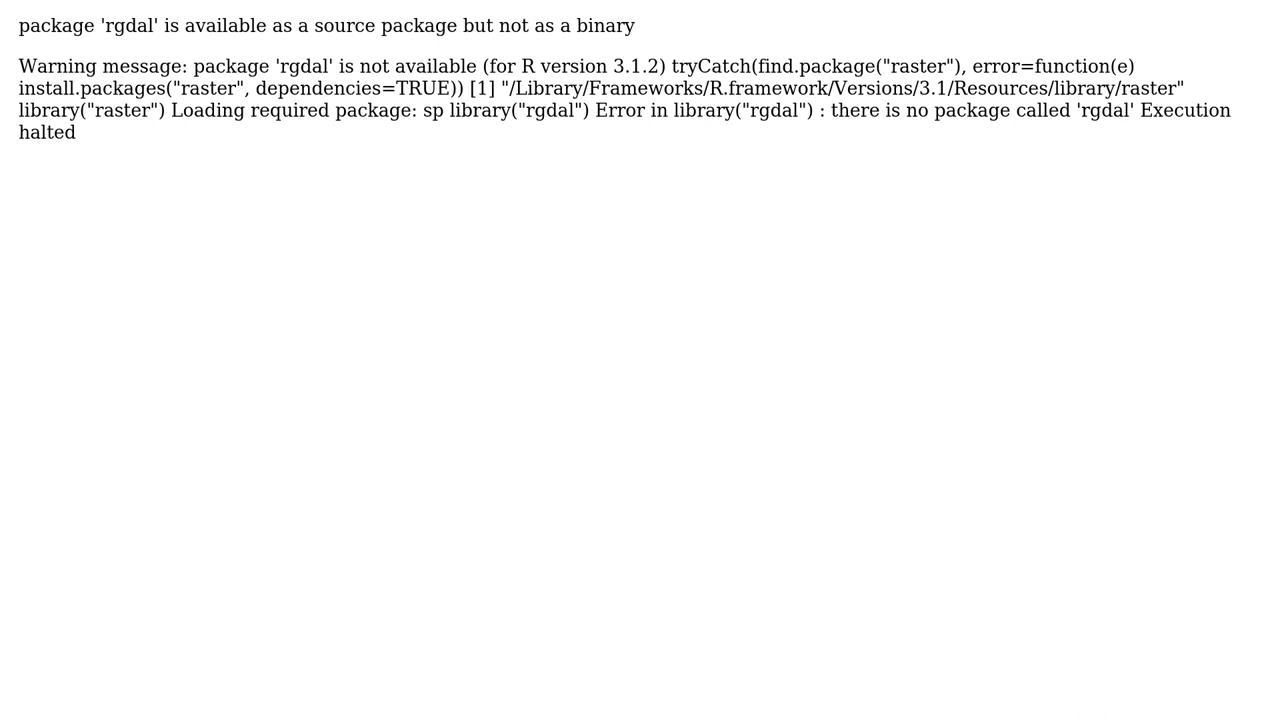 package 'rgdal' is available as a source package but not as a binary
Warning message: package 'rgdal' is not available (for R version 3.1.2) tryCatch(find.package("raster"), error=function(e)
install.packages("raster", dependencies=TRUE)) [1] "/Library/Frameworks/R.framework/Versions/3.1/Resources/library/raster"
library("raster") Loading required package: sp library("rgdal") Error in library("rgdal") : there is no package called 'rgdal' Execution
halted